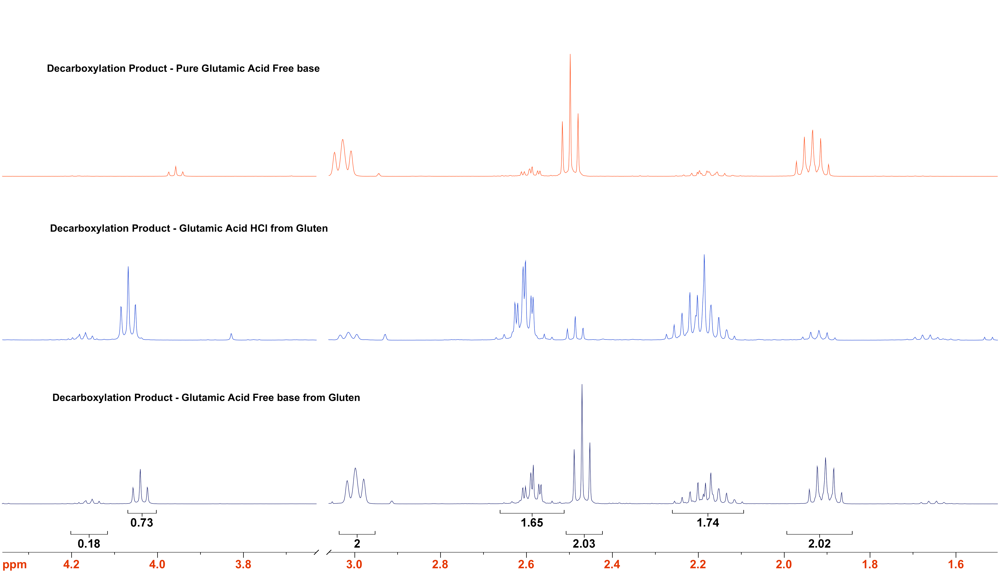 Decarboxylation Product - Pure Glutamic Acid Free base
Decarboxylation Product - Glutamic Acid HCl from Gluten
Decarboxylation Product - Glutamic Acid Free base from Gluten
0.73 1.65 1.74
0.18 2 2.03 2.02
ppm 4.2 4.0 3.8 3.0 2.8 2.6 2.4 2.2 2.0 1.8 1.6